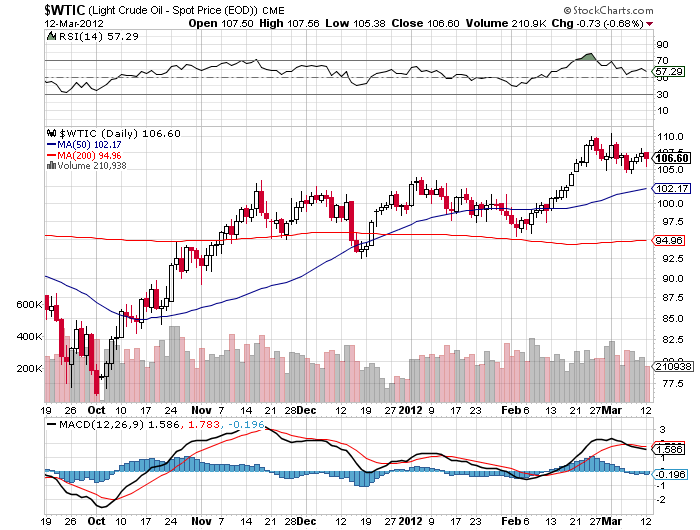 $WTIC (Light Crude Oil - Spot Price (EOD)) CME © StockCharts.com
12-Mar-2012 Open 107.50 High 107.56 Low 105.38 Close 106.60 Volume 210.9K Chg -0.73 (-0.68%)
RSI(14) 57.29
90
70
57.29
50
30
10
$WTIC (Daily) 106.60
MA(50) 102.17
MA(200) 94.96
Volume 210,938
110.0
106.60
105.0
102.17
100.0
97.5
94.96
92.5
90.0
87.5
85.0
82.5
210938
77.5
600K
400K
200K
19 26 Oct 10 17 24 Nov 7 14 21 28 Dec 12 19 27 2012 9 17 23 Feb 6 13 21 27 Mar 12
MACD(12,26,9) 1.586, 1.783, -0.196
3
1.586
1
-0.196
-1
-2
19 26 Oct 10 17 24 Nov 7 14 21 28 Dec 12 19 27 2012 9 17 23 Feb 6 13 21 27 Mar 12